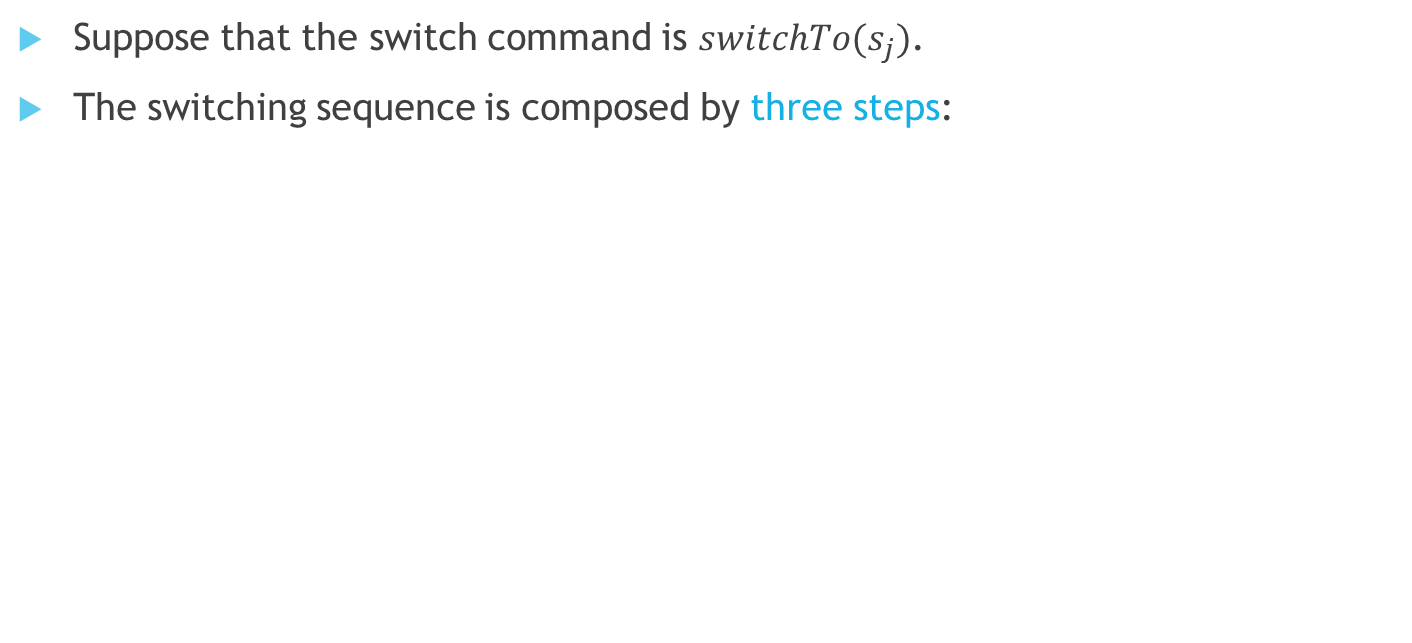 ▶ Suppose that the switch command is switchTo(sⱼ).
▶ The switching sequence is composed by three steps: